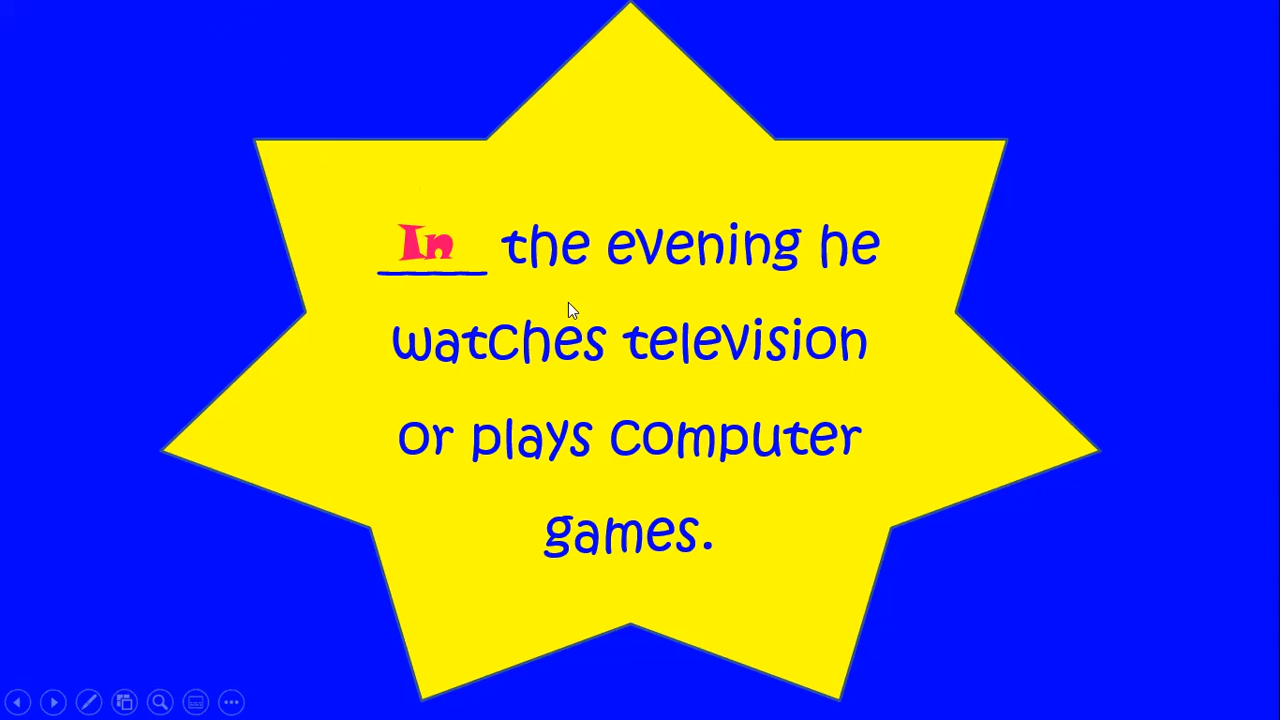 In the evening he
watches television
or plays computer
games.